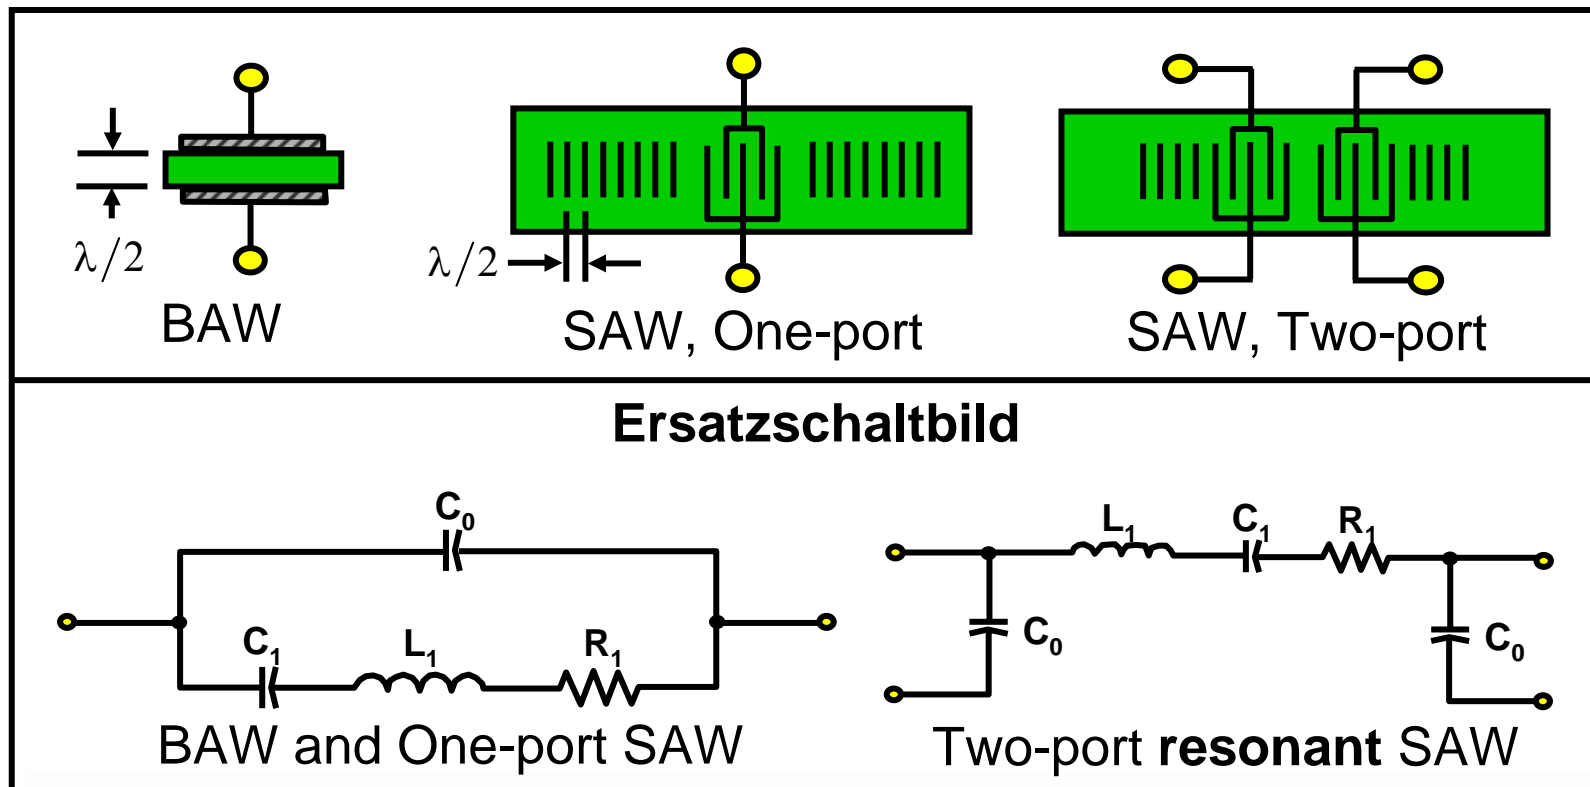 λ/2
BAW
λ/2
SAW, One-port
SAW, Two-port
Ersatzschaltbild
C₀
C₁
L₁
R₁
BAW and One-port SAW
L₁
C₁
R₁
C₀
C₀
Two-port resonant SAW